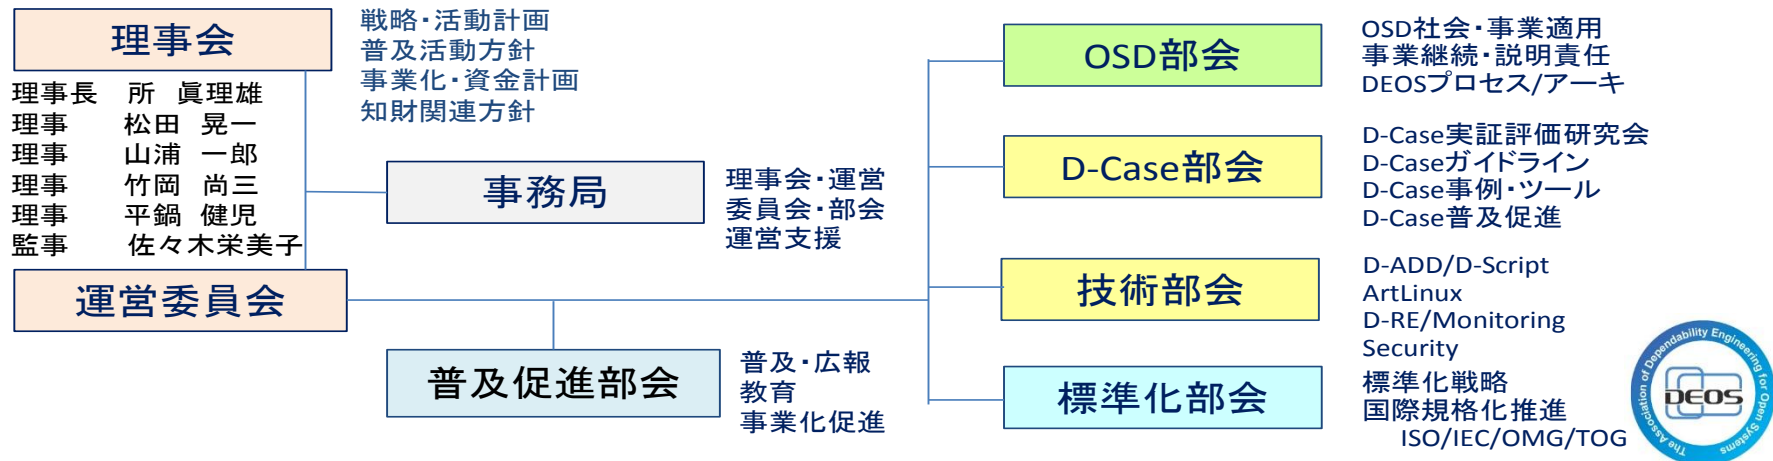 理事会
戦略・活動計画
普及活動方針
事業化・資金計画
知財関連方針
理事長 所 眞理雄
理事 松田 晃一
理事 山浦 一郎
理事 竹岡 尚三
理事 平鍋 健児
監事 佐々木栄美子
事務局
理事会・運営
委員会・部会
運営支援
運営委員会
普及促進部会
普及・広報
教育
事業化促進
OSD部会
OSD社会・事業適用
事業継続・説明責任
DEOSプロセス/アーキ
D-Case部会
D-Case実証評価研究会
D-Caseガイドライン
D-Case事例・ツール
D-Case普及促進
技術部会
D-ADD/D-Script
ArtLinux
D-RE/Monitoring
Security
標準化部会
標準化戦略
国際規格化推進
ISO/IEC/OMG/TOG
The Association of Dependability Engineering for Open Systems
DEOS